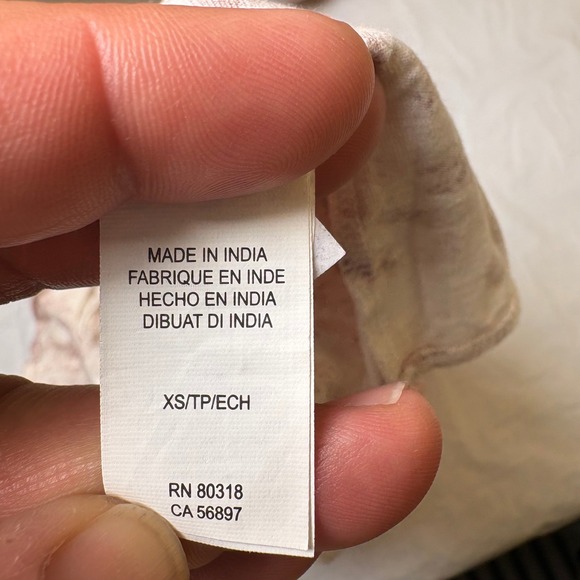 MADE IN INDIA
FABRIQUE EN INDE
HECHO EN INDIA
DIBUAT DI INDIA
XS/TP/ECH
RN 80318
CA 56897